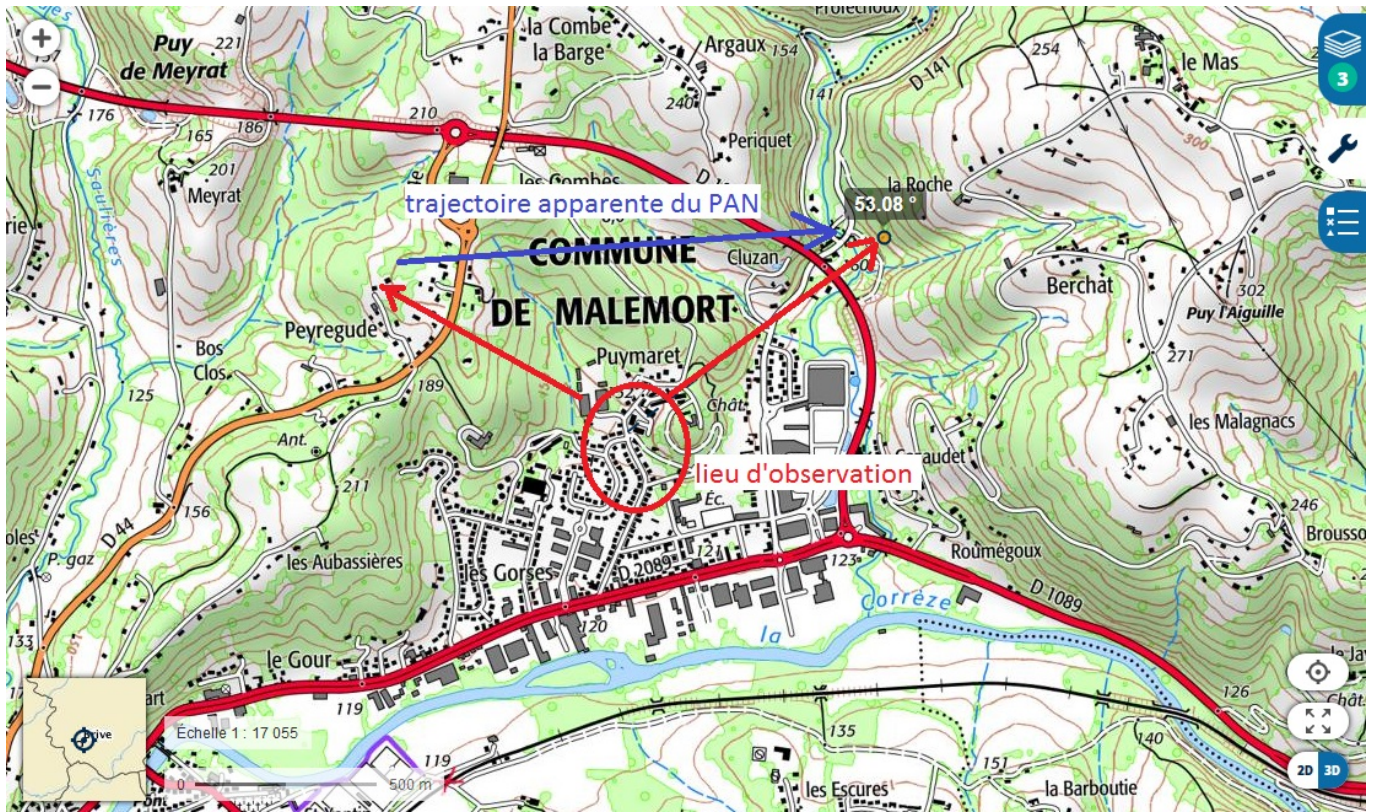 Puy
de Meyrat
221
la Combe
la Barge
Argaux
154
141
D 141
254
le Mas
3
176
165
186
210
240
201
Meyrat
Periquet
300
Saulières
les Combes
la Roche
trajectoire apparente du PAN
53.08 °
COMMUNE
DE MALEMORT
Cluzan
Berchat
302
Puy l'Aiguille
Peyregude
Puymaret
Bos
Clos
125
189
271
Chât.
les Malagnacs
Ant.
211
lieu d'observation
Éc.
246
156
D 44
P. gaz
les Aubassières
les Gorses
D 2089
121
123
Roumégoux
D 1089
120
la Corrèze
133
le Gour
119
126
Chât.
Échelle 1 : 17 055
Brive
0
500 m
119
135
140
151
les Escures
la Barboutie
2D
3D